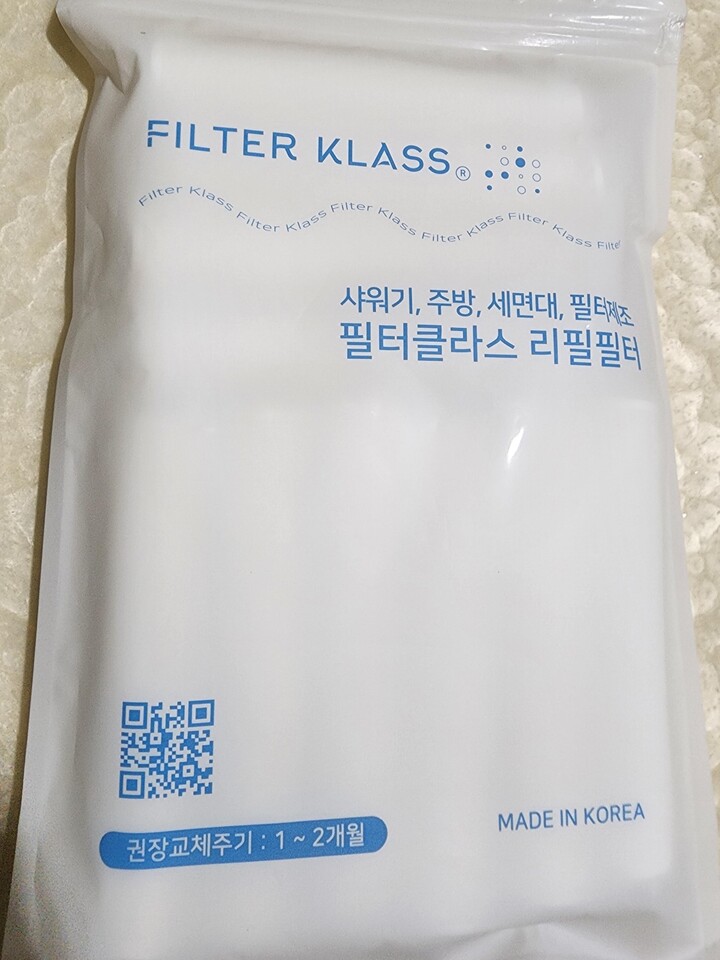 FILTER KLASS®
Filter Klass Filter Klass Filter Klass Filter Klass Filter Klass Filte
샤워기, 주방, 세면대, 필터제조
필터클라스 리필필터
권장교체주기 : 1 ~ 2개월
MADE IN KOREA